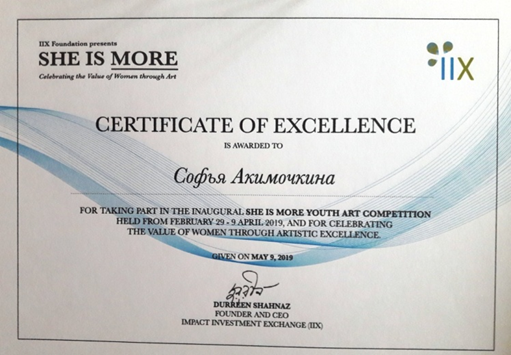 IIX Foundation presents
SHE IS MORE
Celebrating the Value of Women through Art
IIX
CERTIFICATE OF EXCELLENCE
IS AWARDED TO
Софья Акимочкина
FOR TAKING PART IN THE INAUGURAL SHE IS MORE YOUTH ART COMPETITION
HELD FROM FEBRUARY 29 - 9 APRIL 2019, AND FOR CELEBRATING
THE VALUE OF WOMEN THROUGH ARTISTIC EXCELLENCE.
GIVEN ON MAY 9, 2019
DURREEN SHAHNAZ
FOUNDER AND CEO
IMPACT INVESTMENT EXCHANGE (IIX)